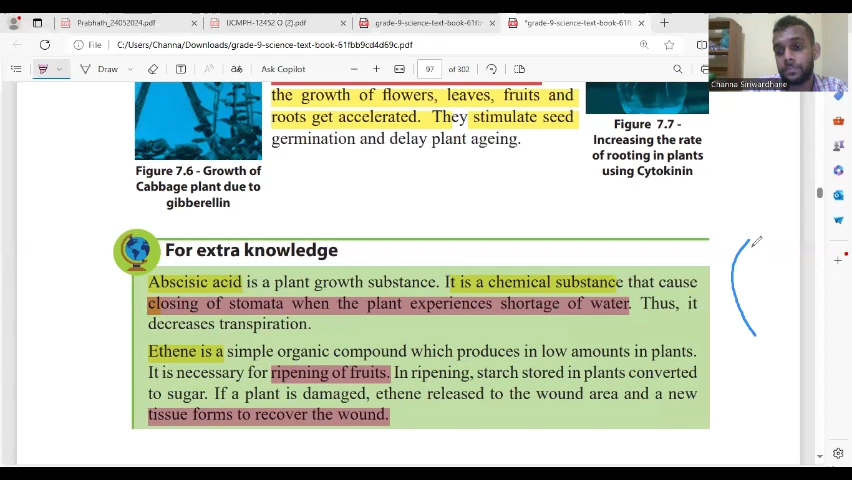 Prabhath_24052024.pdf
IJCMPH-12452 O (2).pdf
grade-9-science-text-book-61fbb9cd4d69c.pdf
*grade-9-science-text-book-61fbb
File
C:/Users/Channa/Downloads/grade-9-science-text-book-61fbb9cd4d69c.pdf
Draw
Ask Copilot
97 of 302
Channa Siriwardhane
the growth of flowers, leaves, fruits and
roots get accelerated. They stimulate seed
germination and delay plant ageing.
Figure 7.6 - Growth of
Cabbage plant due to
gibberellin
Figure 7.7 -
Increasing the rate
of rooting in plants
using Cytokinin
For extra knowledge
Abscisic acid is a plant growth substance. It is a chemical substance that cause
closing of stomata when the plant experiences shortage of water. Thus, it
decreases transpiration.
Ethene is a simple organic compound which produces in low amounts in plants.
It is necessary for ripening of fruits. In ripening, starch stored in plants converted
to sugar. If a plant is damaged, ethene released to the wound area and a new
tissue forms to recover the wound.